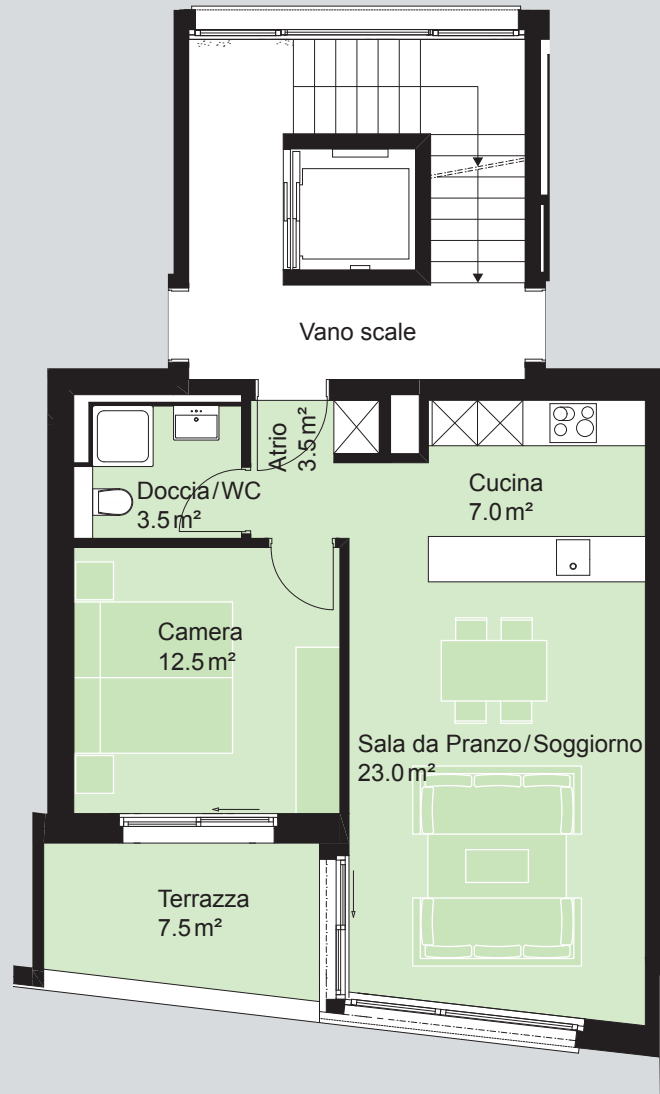 Vano scale
Atrio
3.5 m²
Doccia/WC
3.5 m²
Cucina
7.0 m²
Camera
12.5 m²
Sala da Pranzo/Soggiorno
23.0 m²
Terrazza
7.5 m²